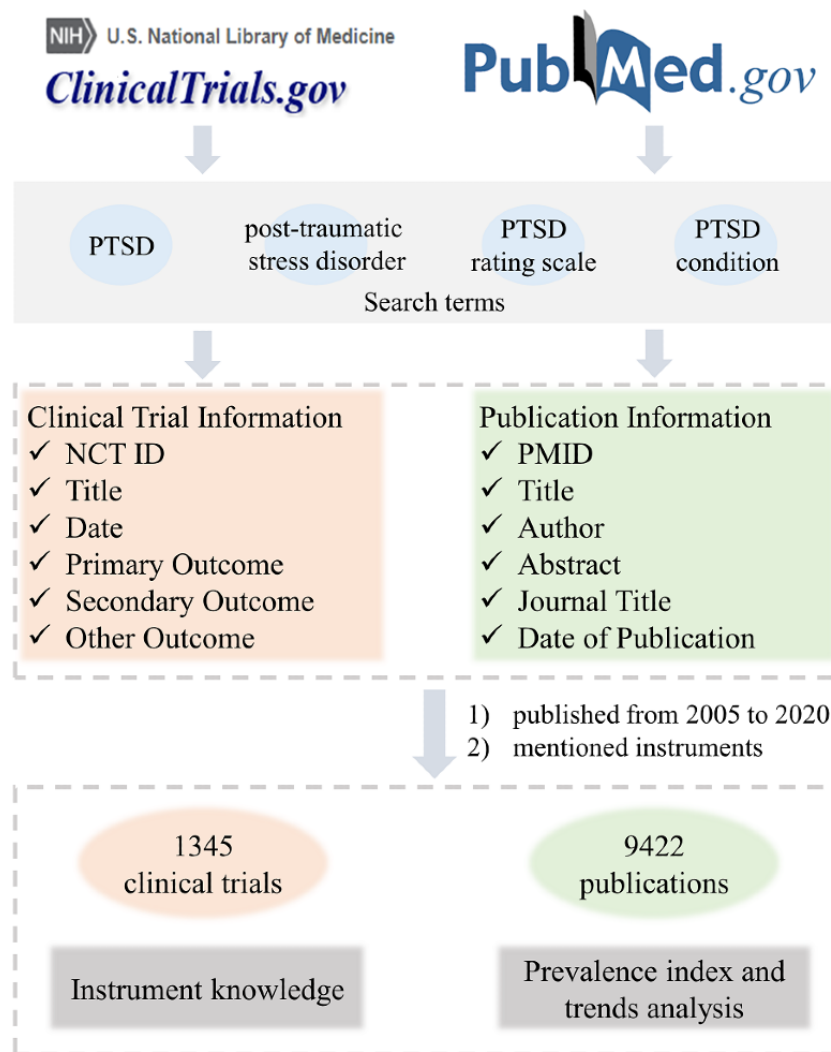 NIH U.S. National Library of Medicine
ClinicalTrials.gov
PubMed.gov
PTSD
post-traumatic
stress disorder
PTSD
rating scale
PTSD
condition
Search terms
Clinical Trial Information
✓ NCT ID
✓ Title
✓ Date
✓ Primary Outcome
✓ Secondary Outcome
✓ Other Outcome
Publication Information
✓ PMID
✓ Title
✓ Author
✓ Abstract
✓ Journal Title
✓ Date of Publication
1) published from 2005 to 2020
2) mentioned instruments
1345
clinical trials
9422
publications
Instrument knowledge
Prevalence index and
trends analysis